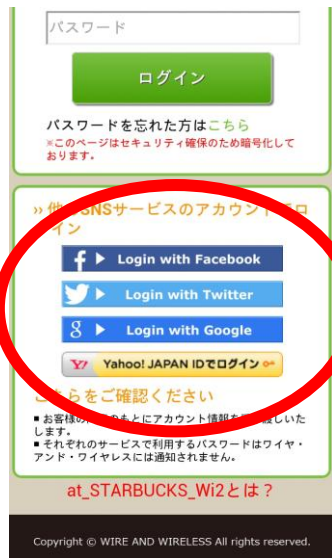 パスワード
ログイン
パスワードを忘れた方はこちら
※このページはセキュリティ確保のため暗号化して
おります。
›› 他 SNSサービスのアカウント ロ
イン
f Login with Facebook
Login with Twitter
8 Login with Google
Y7 Yahoo! JAPAN IDでログイン
ちらをご確認ください
■ お客様の のもとにアカウント情報を 渡しいた
します。
■ それぞれのサービスで利用するパスワードはワイヤ・
アンド・ワイヤレスには通知されません。
at_STARBUCKS_Wi2とは？
Copyright © WIRE AND WIRELESS All rights reserved.